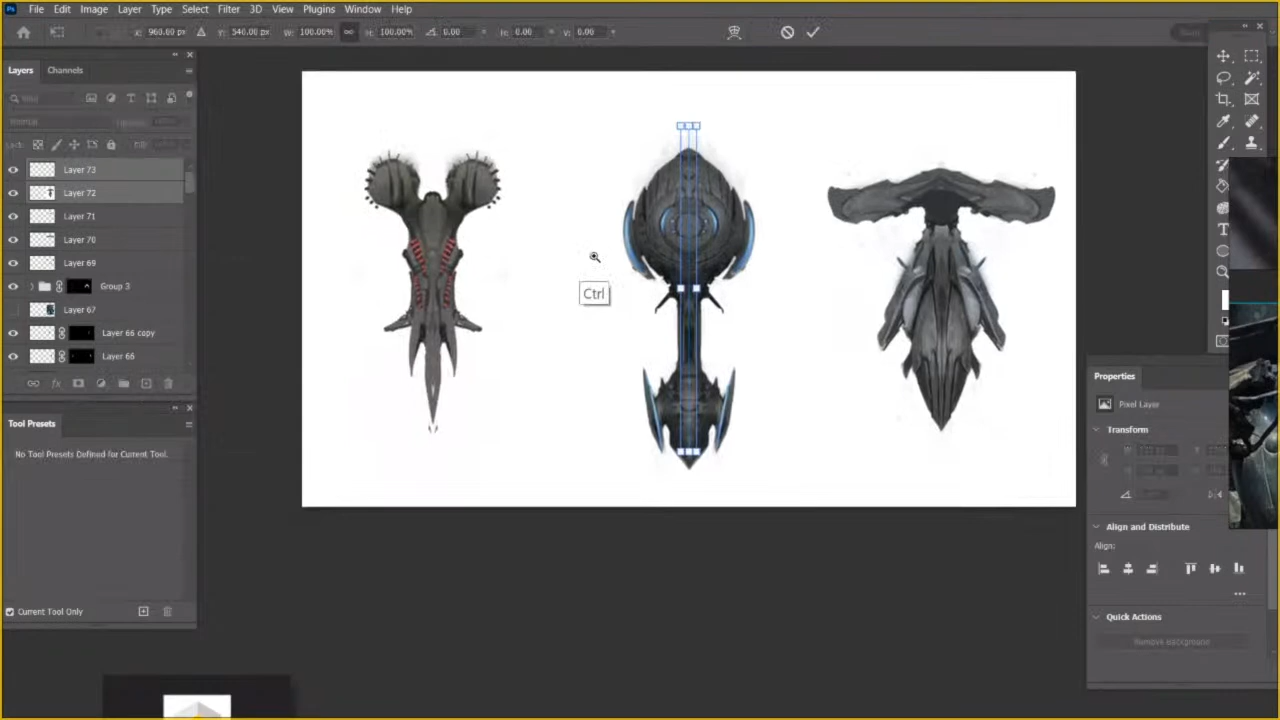 Ps File Edit Image Layer Type Select Filter 3D View Plugins Window Help
X: 960.00 px Y: 540.00 px W: 100.00% H: 100.00% 0.00 H: 0.00 V: 0.00
Layers Channels
Normal
Layer 73
Layer 72
Layer 71
Layer 70
Layer 69
Group 3
Layer 67
Layer 66 copy
Layer 66
fx
Tool Presets
No Tool Presets Defined for Current Tool.
Current Tool Only
Ctrl
Properties
Pixel Layer
Transform
Align and Distribute
Align:
Quick Actions
Remove Background